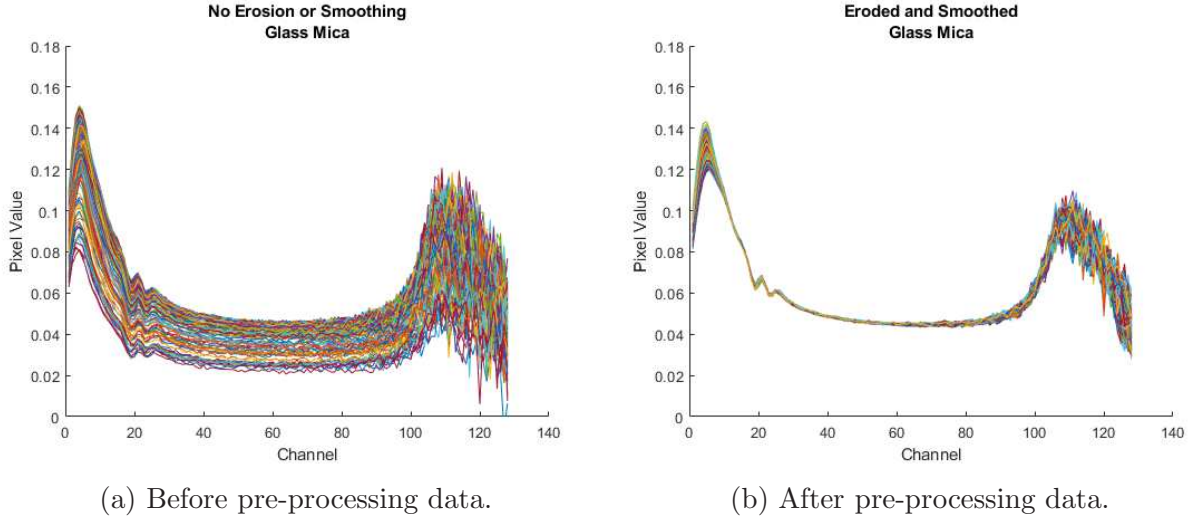 No Erosion or Smoothing
Glass Mica
0.18
0.16
0.14
0.12
0.1
0.08
0.06
0.04
0.02
0
Pixel Value
0 20 40 60 80 100 120 140
Channel
(a) Before pre-processing data.
Eroded and Smoothed
Glass Mica
0.18
0.16
0.14
0.12
0.1
0.08
0.06
0.04
0.02
0
Pixel Value
0 20 40 60 80 100 120 140
Channel
(b) After pre-processing data.